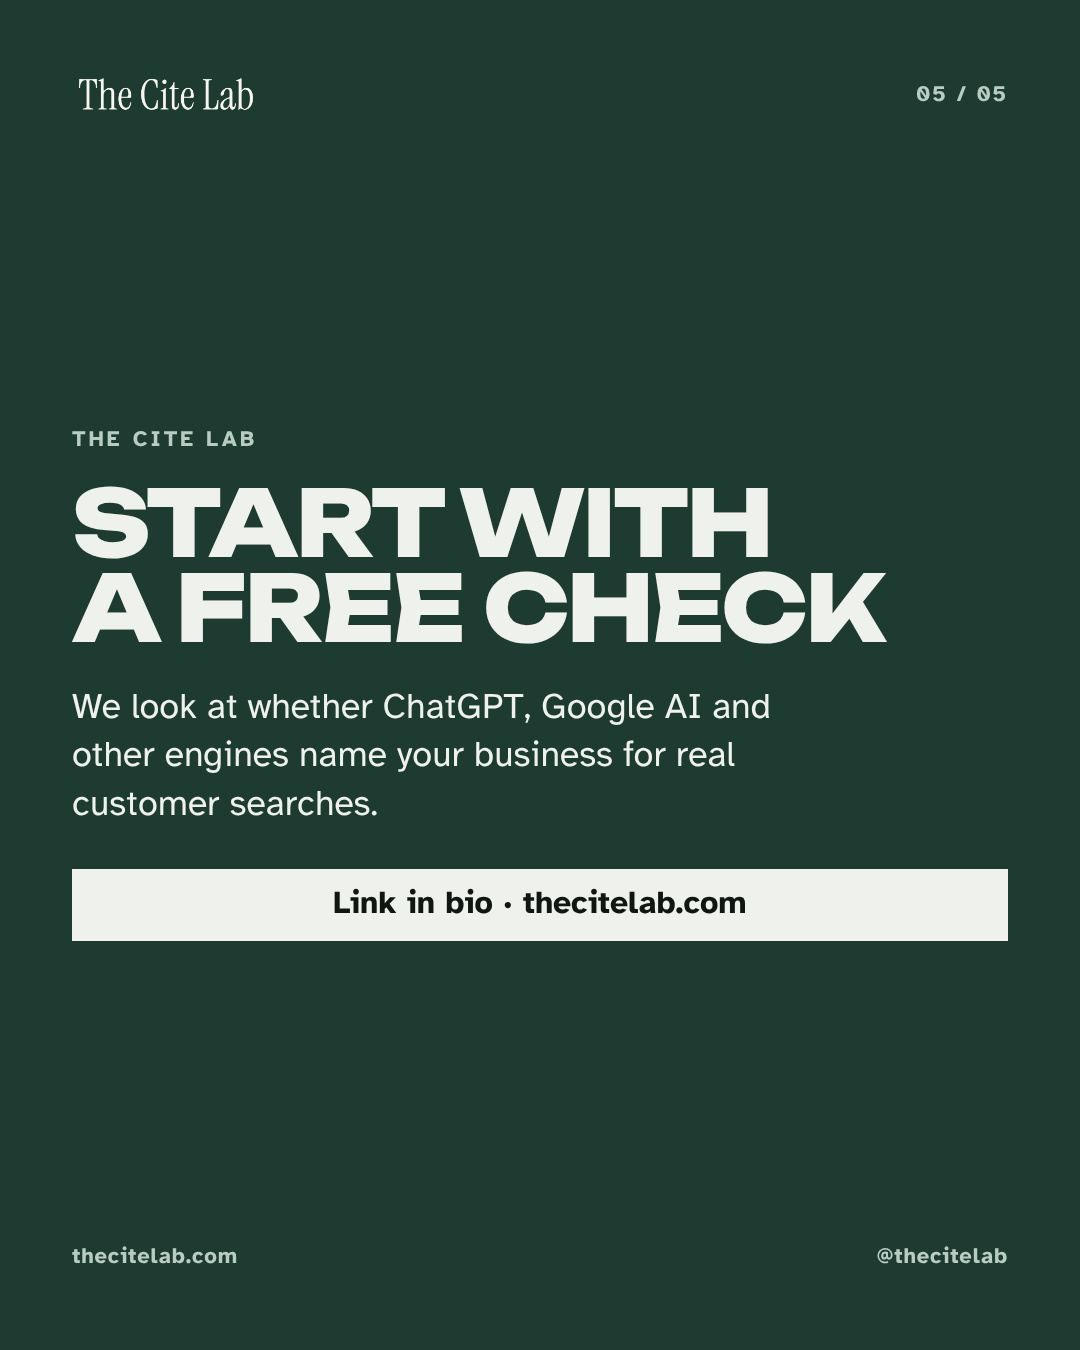 The Cite Lab
05 / 05
THE CITE LAB
START WITH
A FREE CHECK
We look at whether ChatGPT, Google AI and
other engines name your business for real
customer searches.
Link in bio · thecitelab.com
thecitelab.com
@thecitelab